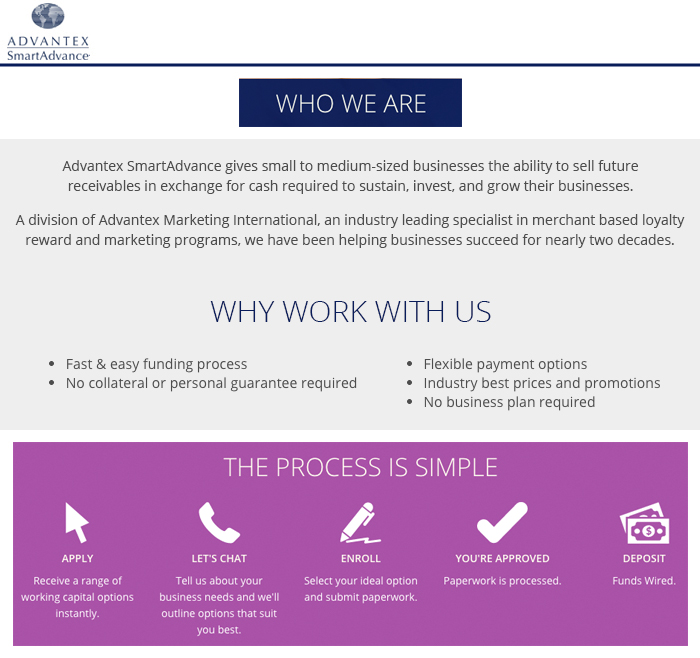 ADVANTEX
SmartAdvance
WHO WE ARE
Advantex SmartAdvance gives small to medium-sized businesses the ability to sell future
receivables in exchange for cash required to sustain, invest, and grow their businesses.
A division of Advantex Marketing International, an industry leading specialist in merchant based loyalty
reward and marketing programs, we have been helping businesses succeed for nearly two decades.
WHY WORK WITH US
• Fast & easy funding process
• No collateral or personal guarantee required
• Flexible payment options
• Industry best prices and promotions
• No business plan required
THE PROCESS IS SIMPLE
APPLY
Receive a range of
working capital options
instantly.
LET'S CHAT
Tell us about your
business needs and we'll
outline options that suit
you best.
ENROLL
Select your ideal option
and submit paperwork.
YOU'RE APPROVED
Paperwork is processed.
$
DEPOSIT
Funds Wired.